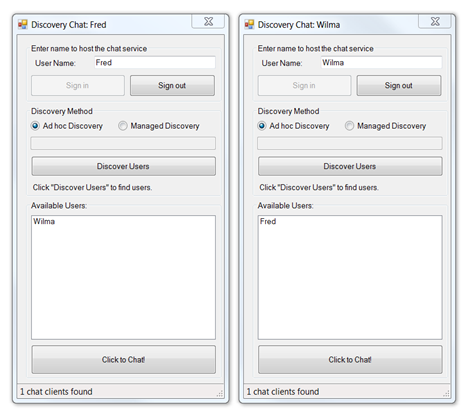 Discovery Chat: Fred
Enter name to host the chat service
User Name: Fred
Sign in Sign out
Discovery Method
Ad hoc Discovery Managed Discovery
Discover Users
Click "Discover Users" to find users.
Available Users:
Wilma
Click to Chat!
1 chat clients found
Discovery Chat: Wilma
Enter name to host the chat service
User Name: Wilma
Sign in Sign out
Discovery Method
Ad hoc Discovery Managed Discovery
Discover Users
Click "Discover Users" to find users.
Available Users:
Fred
Click to Chat!
1 chat clients found